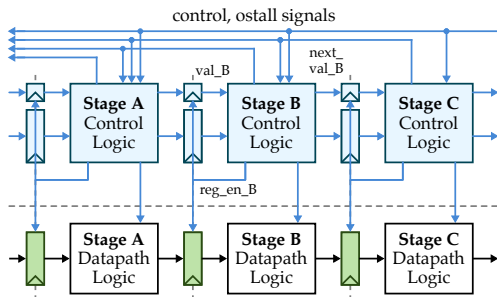 control, ostall signals
val_B
next_
val_B
Stage A
Control
Logic
Stage B
Control
Logic
Stage C
Control
Logic
reg_en_B
Stage A
Datapath
Logic
Stage B
Datapath
Logic
Stage C
Datapath
Logic